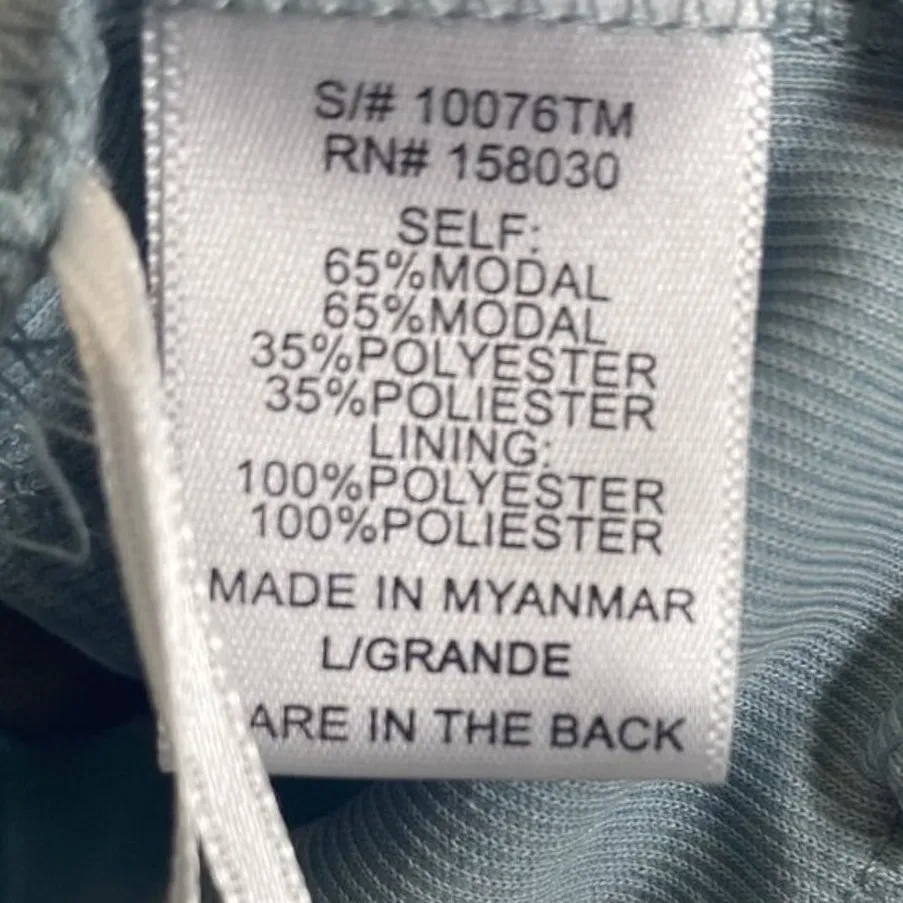 S/# 10076TM
RN# 158030
SELF:
65%MODAL
65%MODAL
35%POLYESTER
35%POLIESTER
LINING:
100%POLYESTER
100%POLIESTER
MADE IN MYANMAR
L/GRANDE
ARE IN THE BACK